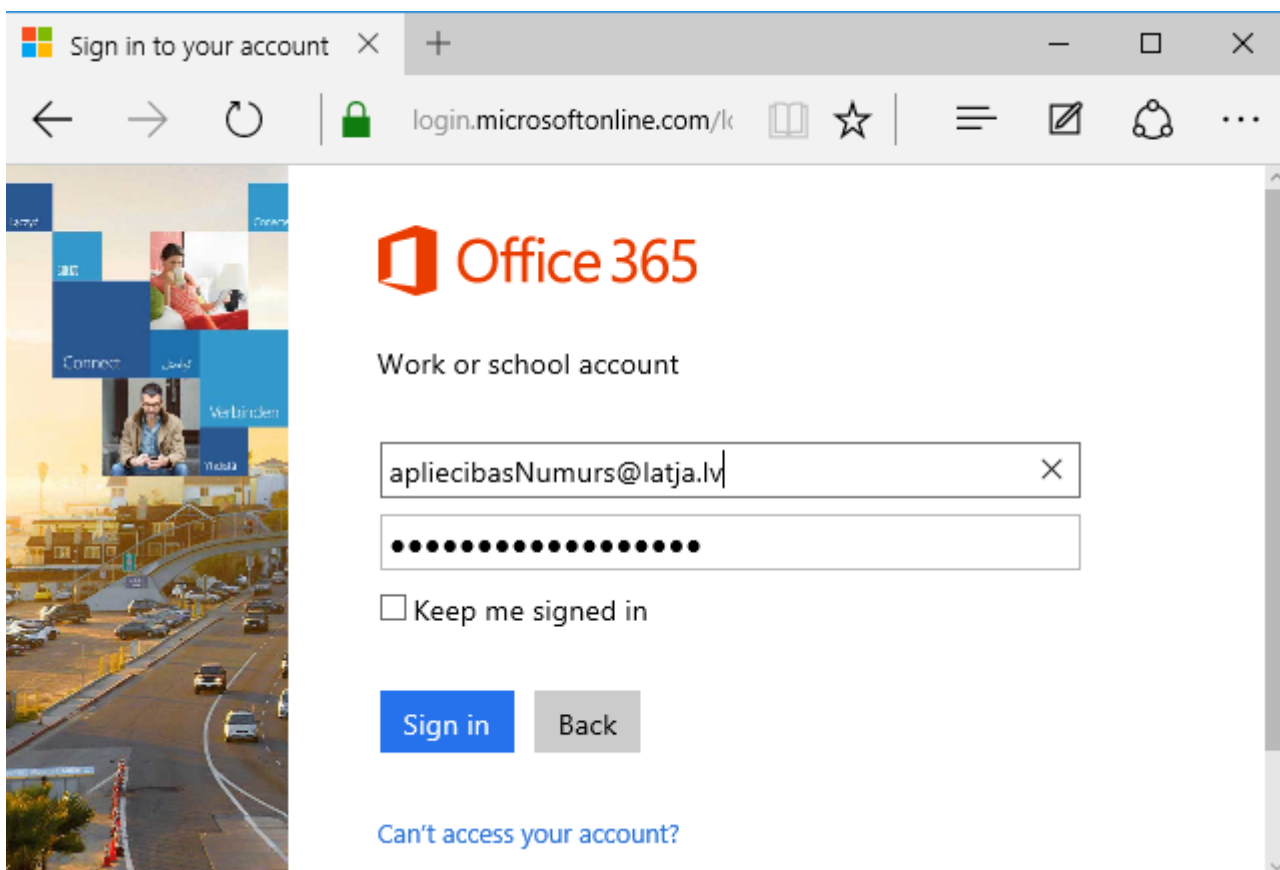 Sign in to your account
login.microsoftonline.com/l
Connect
Verbinden
Yhdistä
Office 365
Work or school account
apliecibasNumurs@latja.lv
••••••••••••••••••
Keep me signed in
Sign in Back
Can't access your account?